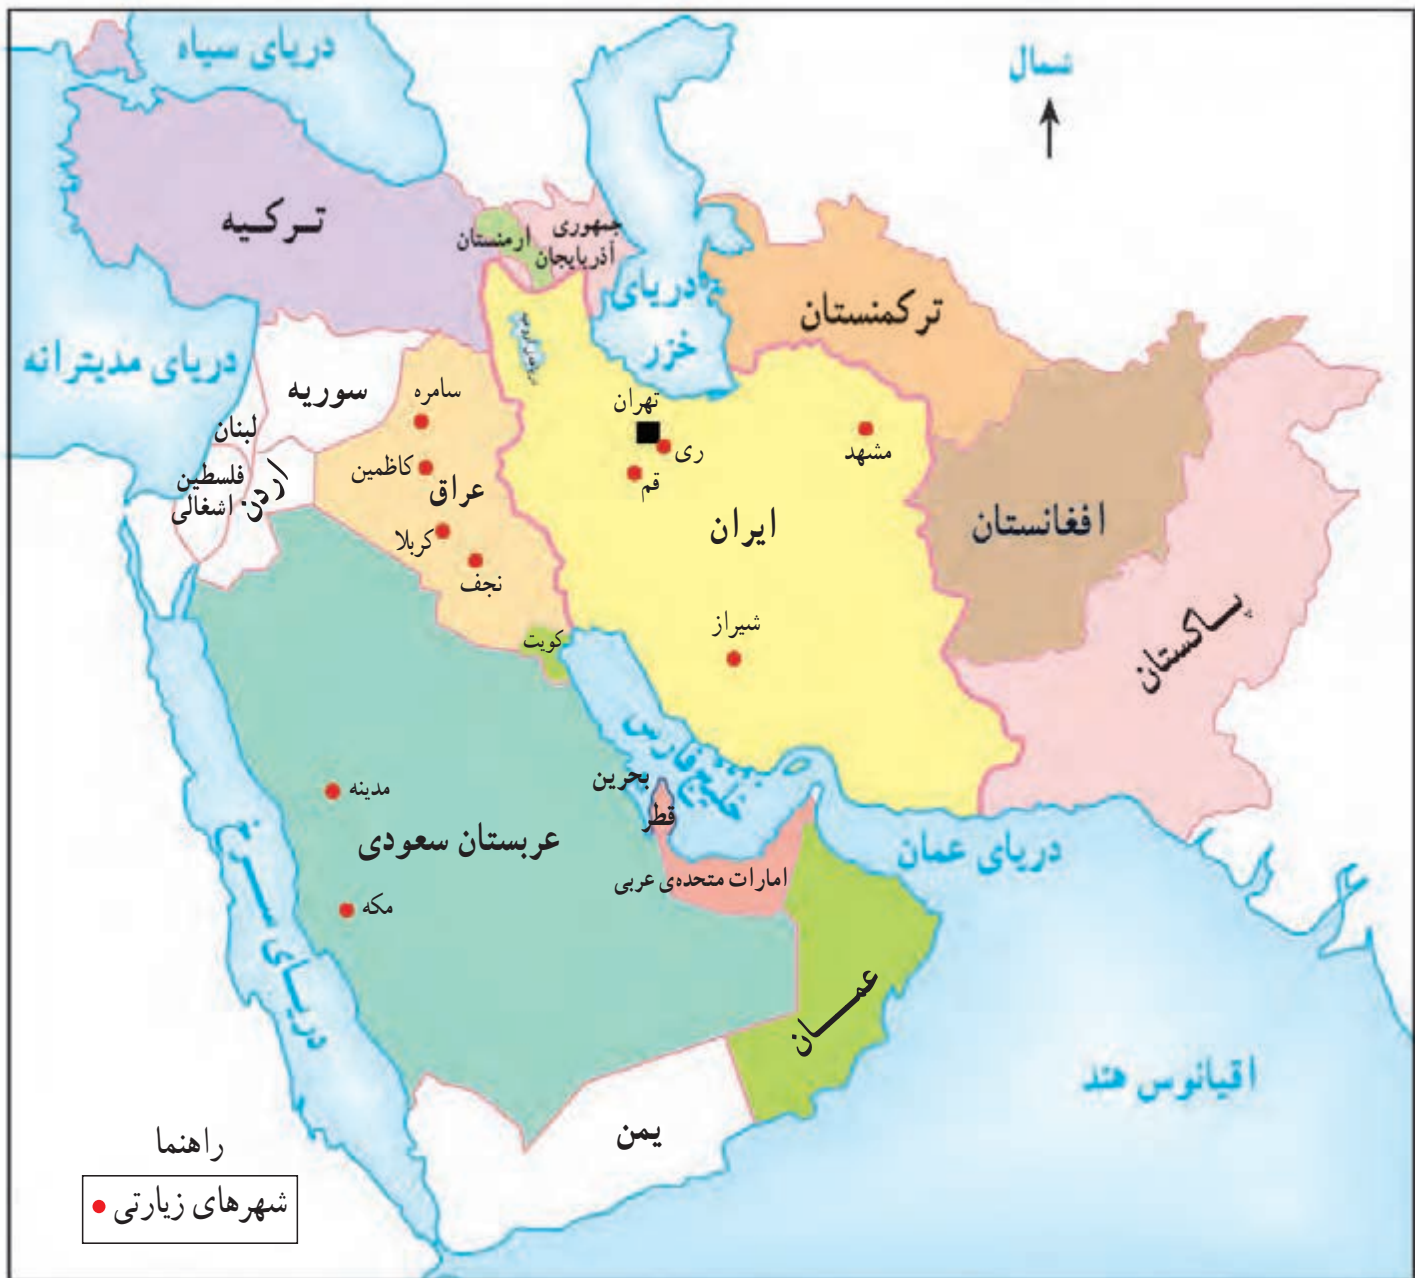 دریای سیاه
شمال
ترکیه
ارمنستان
جمهوری
آذربایجان
دریای
خزر
ترکمنستان
دریای مدیترانه
سوریه
سامره
تهران
لبنان
کاظمین
ری
مشهد
فلسطین
اشغالی
اردن
عراق
قم
ایران
افغانستان
کربلا
نجف
پاکستان
کویت
شیراز
خلیج فارس
بحرین
قطر
مدینه
عربستان سعودی
دریای عمان
امارات متحده‌ی عربی
مکه
دریای سرخ
عمان
اقیانوس هند
یمن
راهنما
شهرهای زیارتی